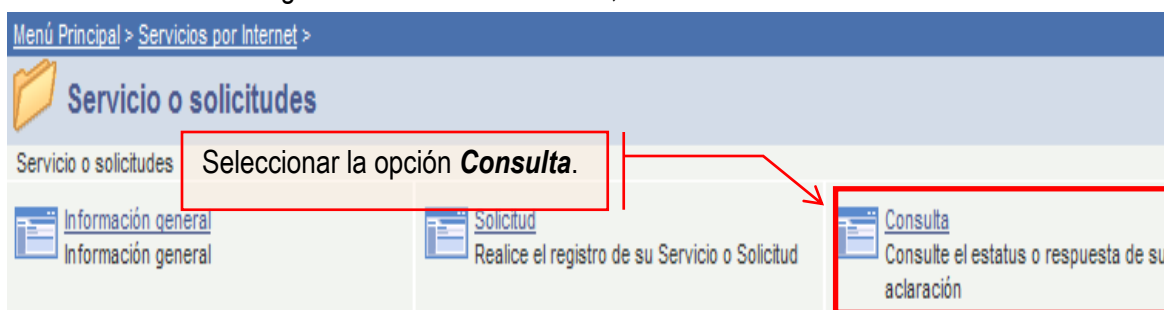 Menú Principal > Servicios por Internet >
Servicio o solicitudes
Servicio o solicitudes
Seleccionar la opción Consulta.
Información general
Información general
Solicitud
Realice el registro de su Servicio o Solicitud
Consulta
Consulte el estatus o respuesta de su
aclaración